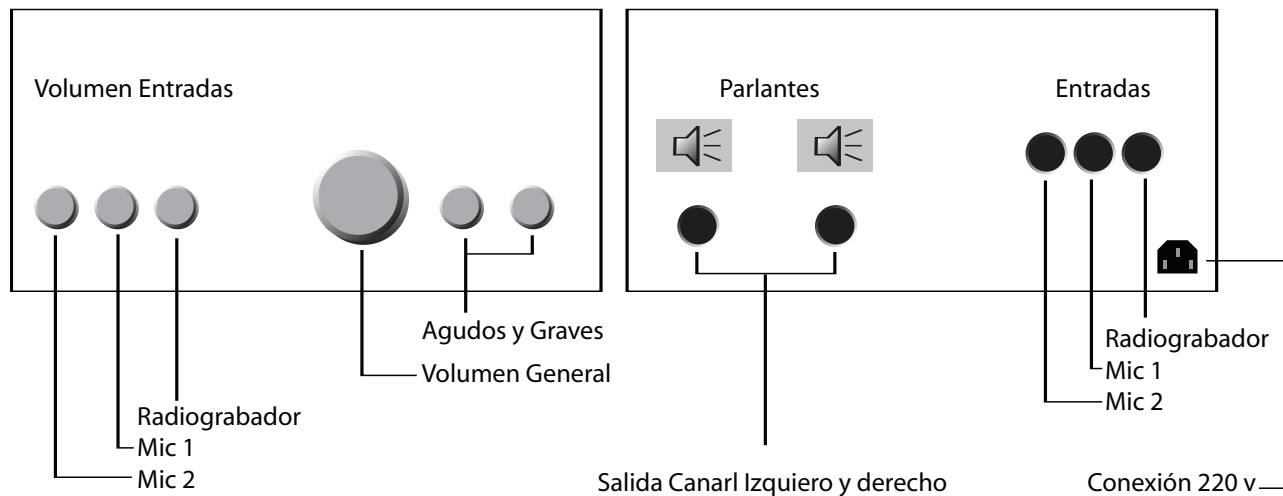 Volumen Entradas
Agudos y Graves
Volumen General
Radiograbador
Mic 1
Mic 2
Parlantes
Entradas
Radiograbador
Mic 1
Mic 2
Salida Canarl Izquiero y derecho
Conexión 220 v